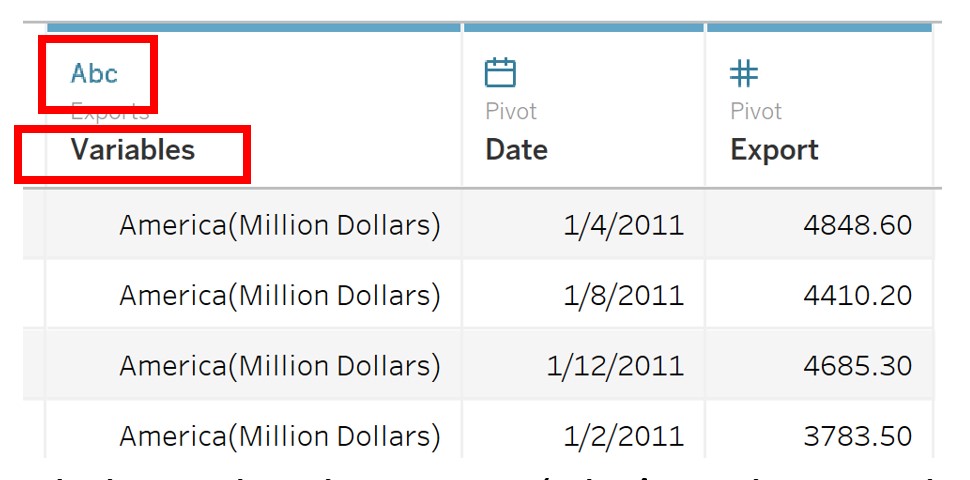 Abc
Exports Pivot Pivot
Variables Date Export
America(Million Dollars) 1/4/2011 4848.60
America(Million Dollars) 1/8/2011 4410.20
America(Million Dollars) 1/12/2011 4685.30
America(Million Dollars) 1/2/2011 3783.50